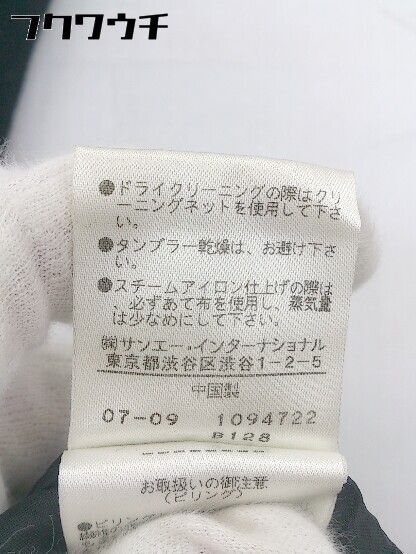 フクワウチ
●ドライクリーニングの際はクリ
ーニングネットを使用して下さ
い。
●タンブラー乾燥は、お避け下さ
い。
●スチームアイロン仕上げの際は
、必ずあて布を使用し、蒸気量
は少なめにして下さい。
㈱サンエー・インターナショナル
東京都渋谷区渋谷1-2-5
中国製
07-09 1094722
B128
お取扱いの御注意
(ピリング)